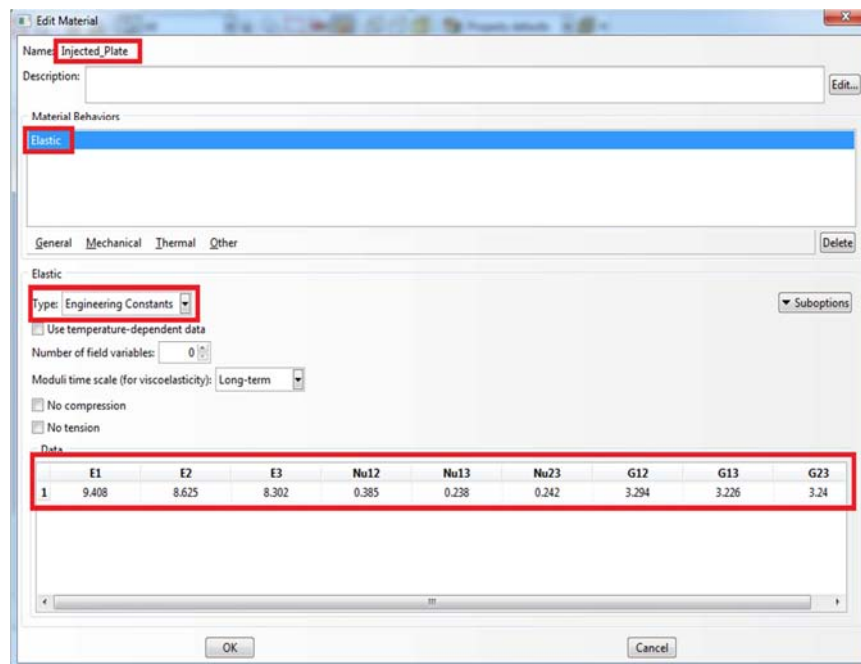 Edit Material
Name: Injected_Plate
Description:
Edit...
Material Behaviors
Elastic
General Mechanical Thermal Other
Delete
Elastic
Type: Engineering Constants
Suboptions
Use temperature-dependent data
Number of field variables: 0
Moduli time scale (for viscoelasticity): Long-term
No compression
No tension
Data
E1 E2 E3 Nu12 Nu13 Nu23 G12 G13 G23
1 9.408 8.625 8.302 0.385 0.238 0.242 3.294 3.226 3.24
OK Cancel